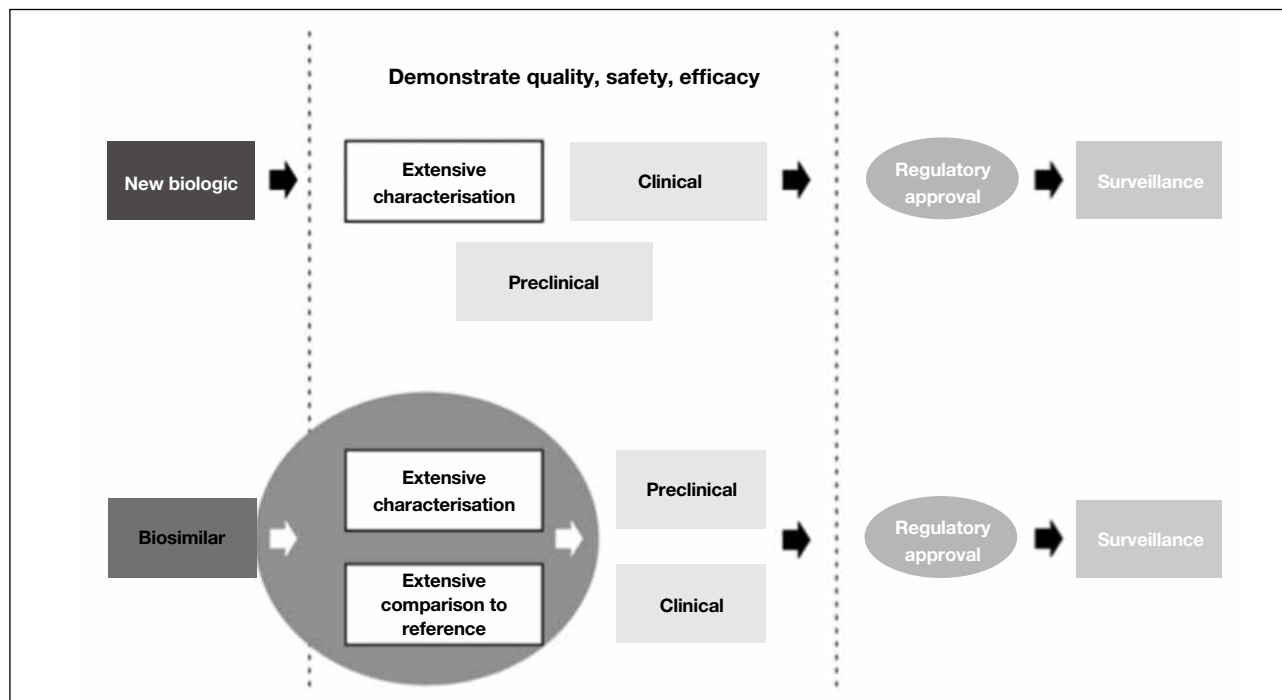 Demonstrate quality, safety, efficacy
New biologic
Extensive
characterisation
Clinical
Preclinical
Regulatory
approval
Surveillance
Biosimilar
Extensive
characterisation
Extensive
comparison to
reference
Preclinical
Clinical
Regulatory
approval
Surveillance